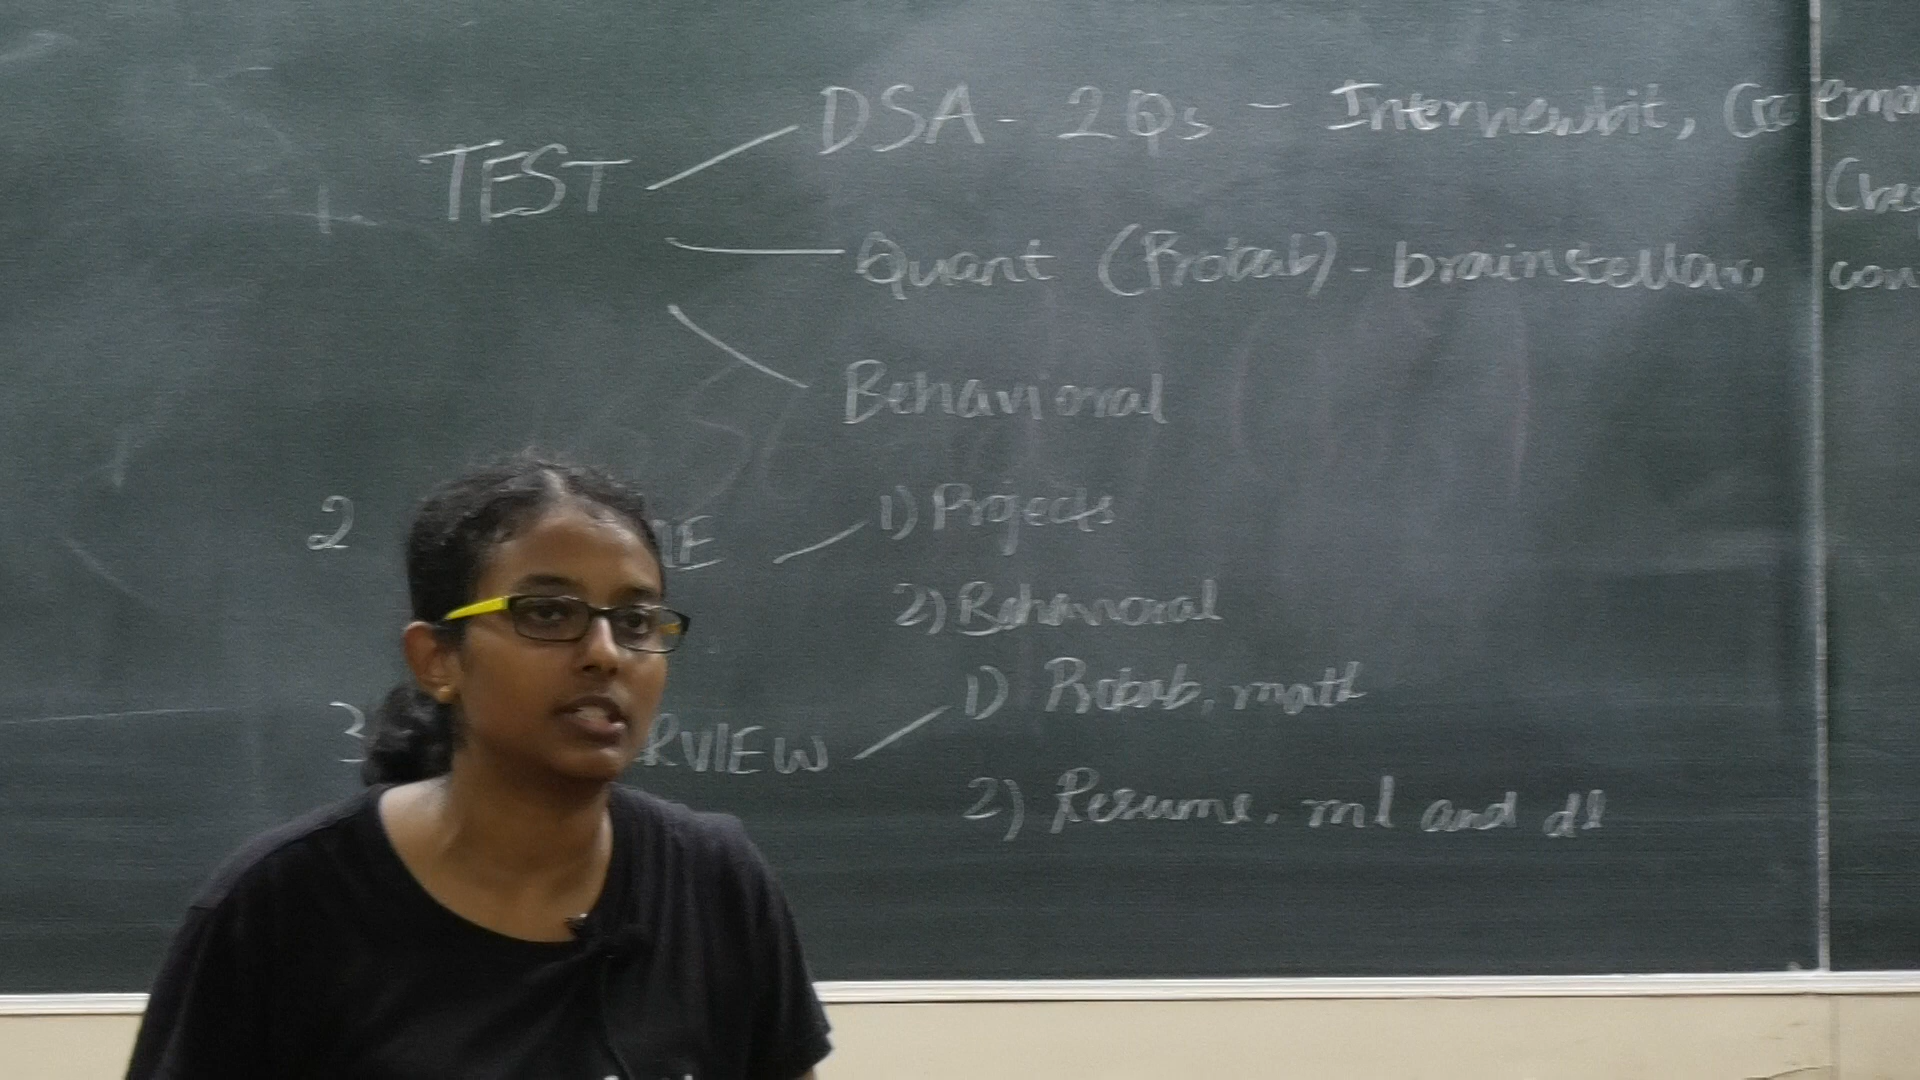 1. TEST
DSA - 2Qs - Interviewbit,
Quant (Probab) - brainstellar,
Behavioral
2
1) Projects
2) Behavioral
3 RVIEW
1) Probab, math
2) Resume, ml and dl